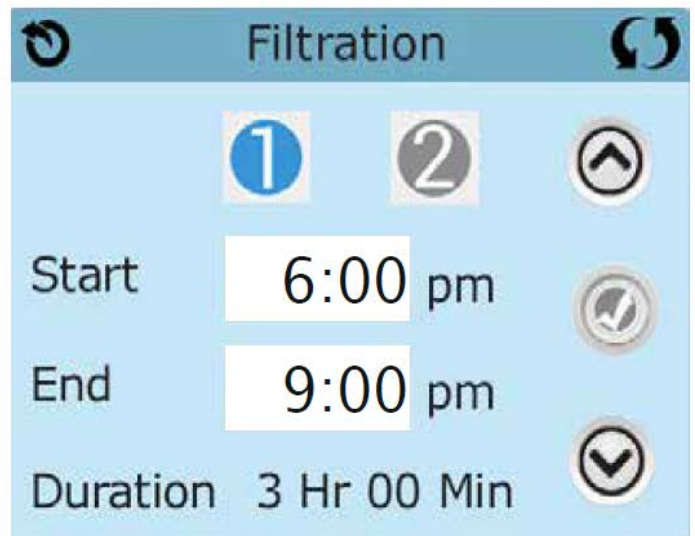 Filtration
1 2
Start 6:00 pm
End 9:00 pm
Duration 3 Hr 00 Min